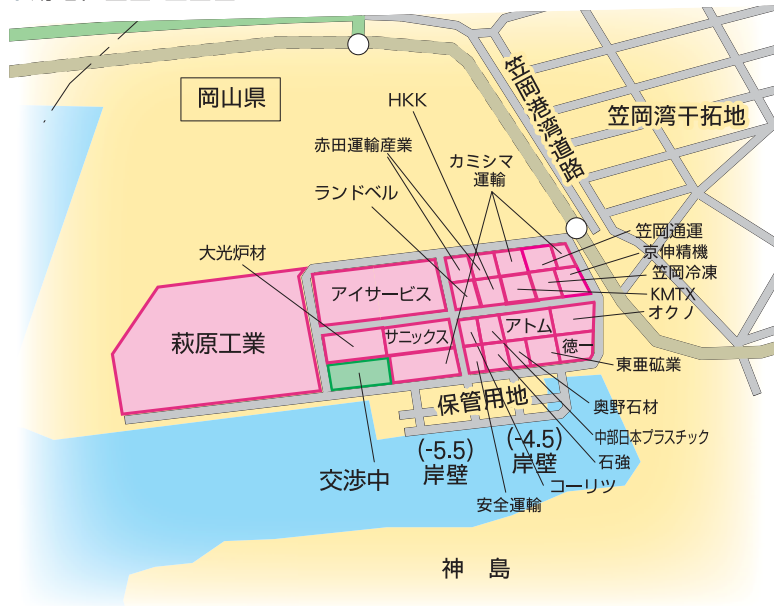 岡山県
HKK
赤田運輸産業
カミシマ
運輸
ランドベル
笠岡港湾道路
笠岡湾干拓地
大光炉材
笠岡通運
京伸精機
笠岡冷凍
KMTX
オクノ
アイサービス
萩原工業
サニックス
アトム
徳一
東亜砿業
保管用地
奥野石材
中部日本プラスチック
(-5.5)
岸壁
(-4.5)
岸壁
石強
交渉中
コーリツ
安全運輸
神 島